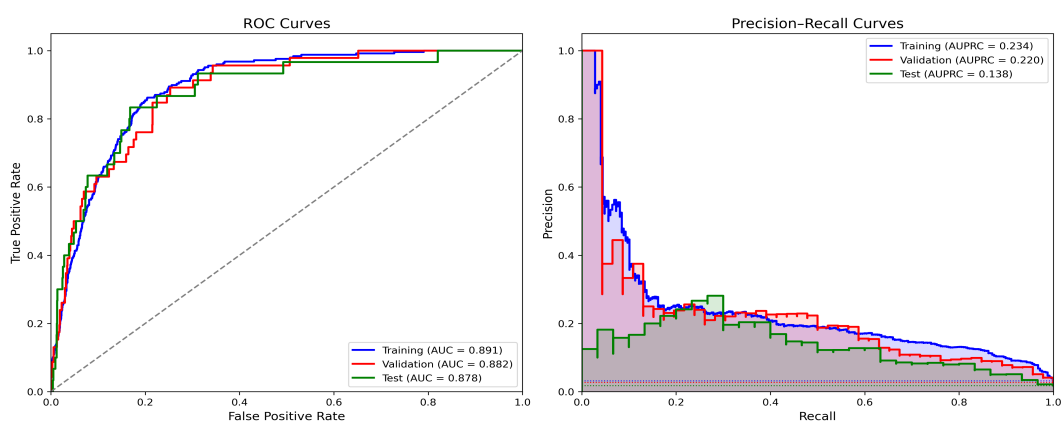 ROC Curves
True Positive Rate
1.0
0.8
0.6
0.4
0.2
0.0
Training (AUC = 0.891)
Validation (AUC = 0.882)
Test (AUC = 0.878)
0.0 0.2 0.4 0.6 0.8 1.0
False Positive Rate
Precision–Recall Curves
Precision
1.0
0.8
0.6
0.4
0.2
0.0
Training (AUPRC = 0.234)
Validation (AUPRC = 0.220)
Test (AUPRC = 0.138)
0.0 0.2 0.4 0.6 0.8 1.0
Recall